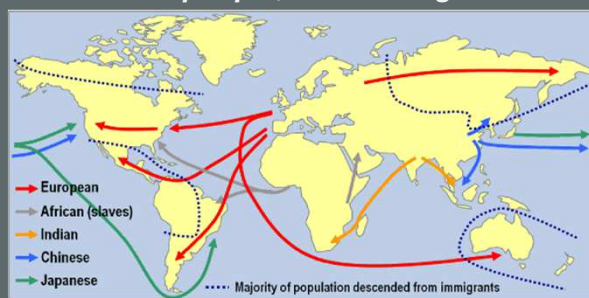 European
African (slaves)
Indian
Chinese
Japanese
Majority of population descended from immigrants